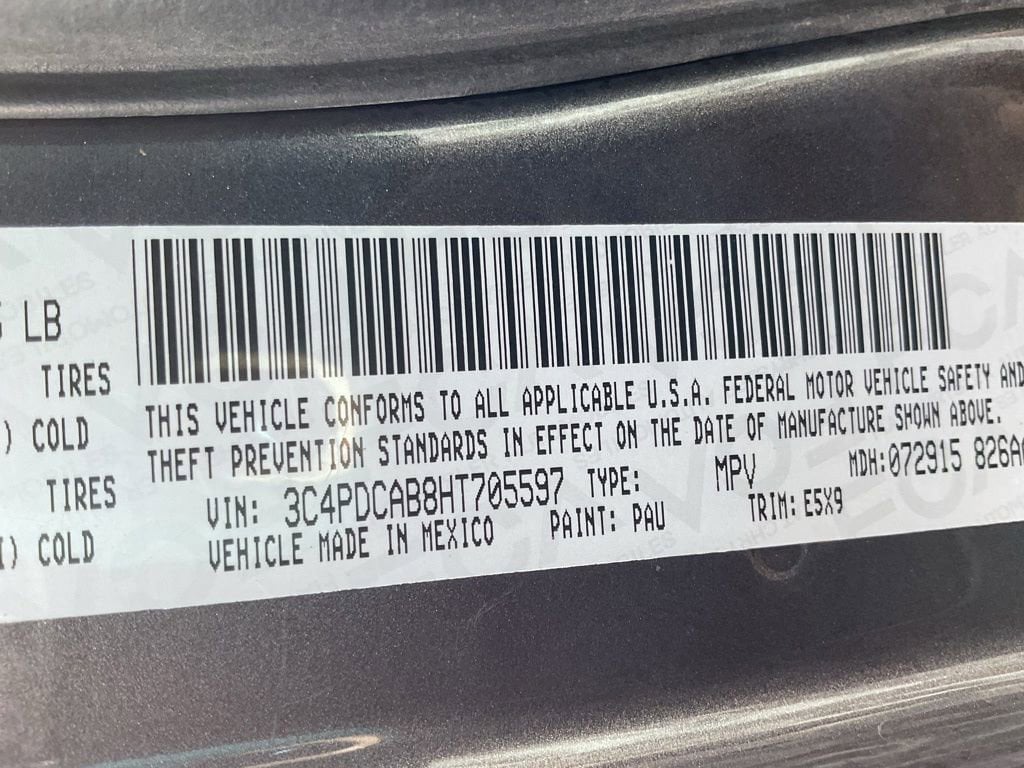 5 LB
TIRES
) COLD
TIRES
I) COLD
THIS VEHICLE CONFORMS TO ALL APPLICABLE U.S.A. FEDERAL MOTOR VEHICLE SAFETY AND
THEFT PREVENTION STANDARDS IN EFFECT ON THE DATE OF MANUFACTURE SHOWN ABOVE.
VIN: 3C4PDCAB8HT705597 TYPE: MPV MDH:072915 826A
VEHICLE MADE IN MEXICO PAINT: PAU TRIM: E5X9